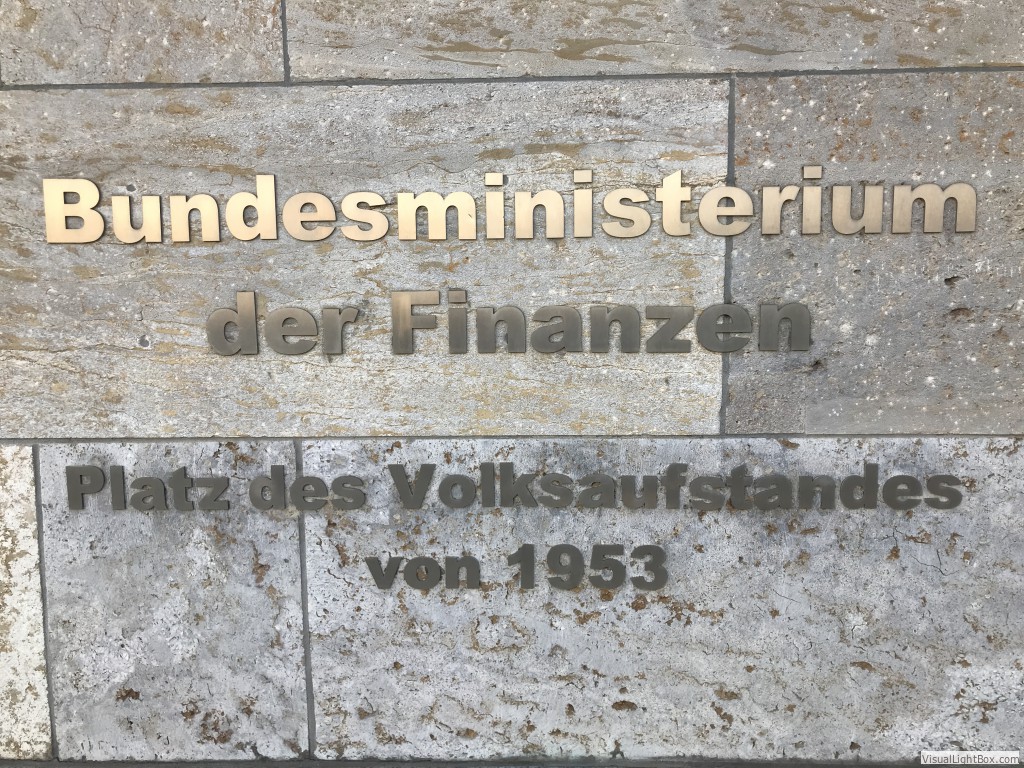 Bundesministerium
der Finanzen
Platz des Volksaufstandes
von 1953
VisualLightBox.com